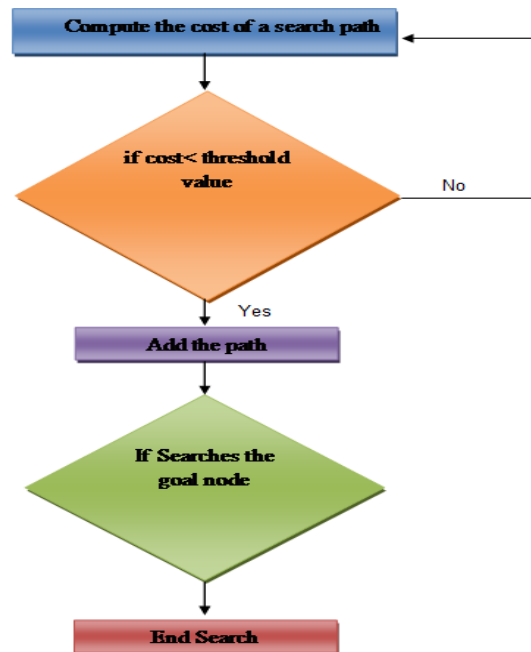 Compute the cost of a search path
if cost< threshold
value
No
Yes
Add the path
If Searches the
goal node
End Search